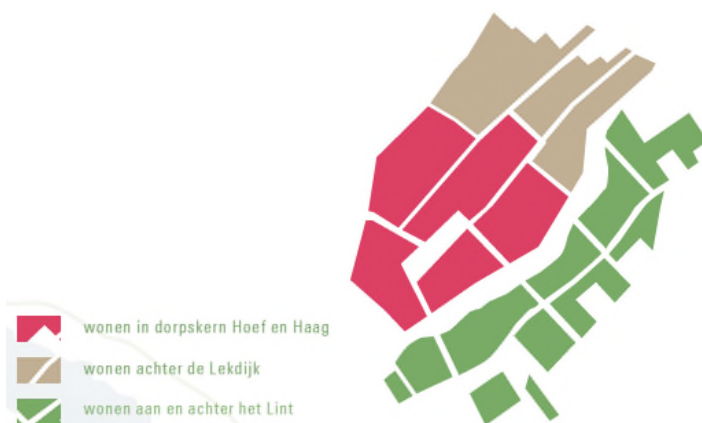 wonen in dorpskern Hoef en Haag
wonen achter de Lekdijk
wonen aan en achter het Lint